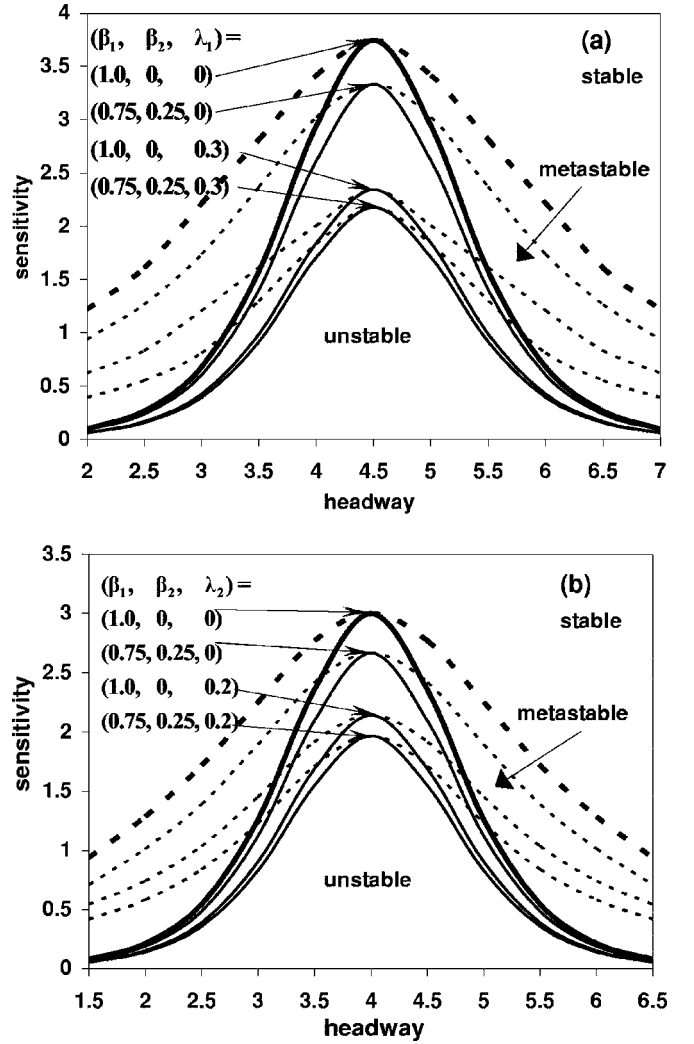 (a)
(β₁, β₂, λ₁) =
(1.0, 0, 0)
(0.75, 0.25, 0)
(1.0, 0, 0.3)
(0.75, 0.25, 0.3)
stable
metastable
unstable
sensitivity
4
3.5
3
2.5
2
1.5
1
0.5
0
2 2.5 3 3.5 4 4.5 5 5.5 6 6.5 7
headway
(b)
(β₁, β₂, λ₂) =
(1.0, 0, 0)
(0.75, 0.25, 0)
(1.0, 0, 0.2)
(0.75, 0.25, 0.2)
stable
metastable
unstable
sensitivity
3.5
3
2.5
2
1.5
1
0.5
0
1.5 2 2.5 3 3.5 4 4.5 5 5.5 6 6.5
headway